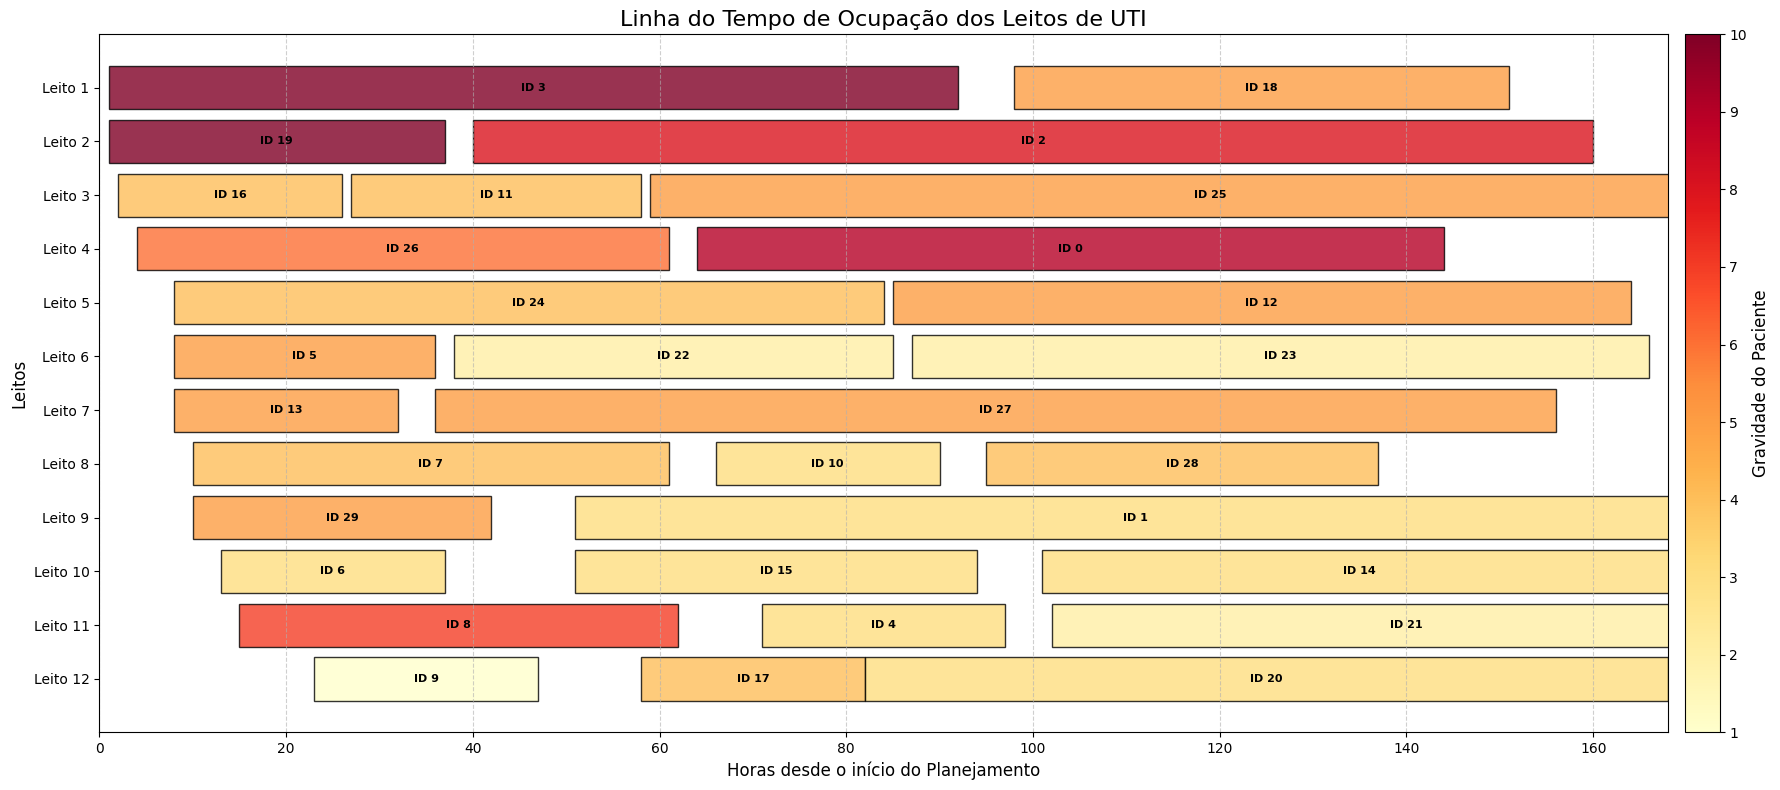 Linha do Tempo de Ocupação dos Leitos de UTI
Leito 1
ID 3
ID 18
Leito 2
ID 19
ID 2
Leito 3
ID 16
ID 11
ID 25
Leito 4
ID 26
ID 0
Leito 5
ID 24
ID 12
Leito 6
ID 5
ID 22
ID 23
Leito 7
ID 13
ID 27
Leito 8
ID 7
ID 10
ID 28
Leito 9
ID 29
ID 1
Leito 10
ID 6
ID 15
ID 14
Leito 11
ID 8
ID 4
ID 21
Leito 12
ID 9
ID 17
ID 20
Leitos
0
20
40
60
80
100
120
140
160
Horas desde o início do Planejamento
10
9
8
7
6
5
4
3
2
1
Gravidade do Paciente